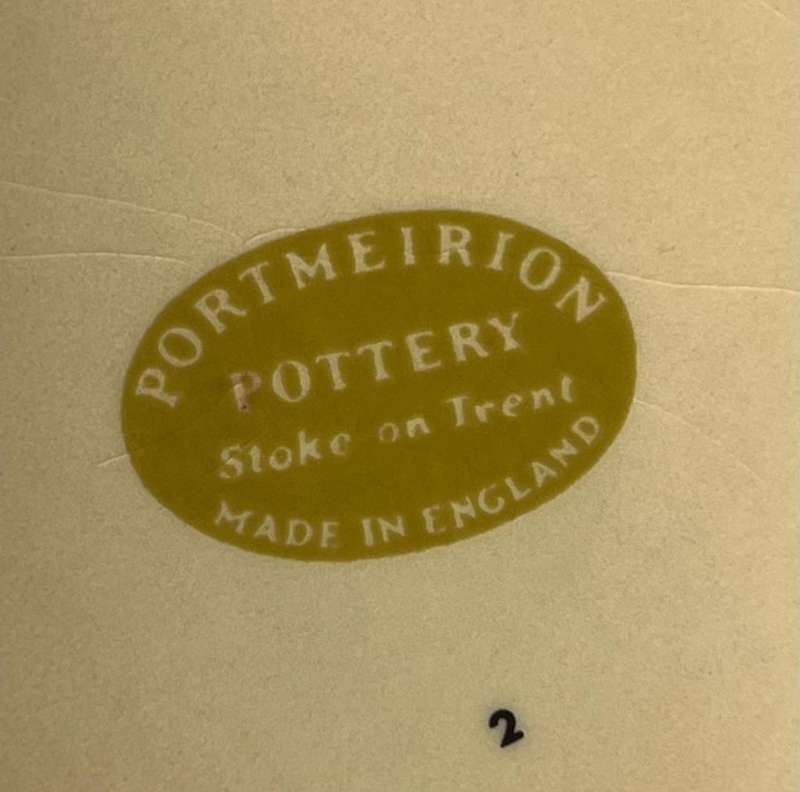 PORTMEIRION
POTTERY
Stoke on Trent
MADE IN ENGLAND
2